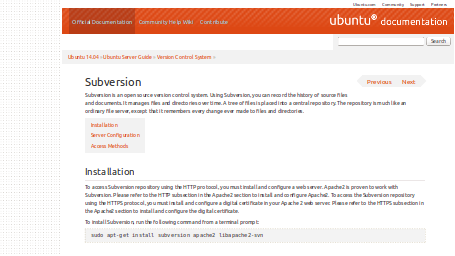 Ubuntu.com Community Support Partners
Official Documentation Community Help Wiki Contribute
ubuntu® documentation
Search
Ubuntu 14.04 » Ubuntu Server Guide » Version Control System »
Previous Next
Subversion
Subversion is an open source version control system. Using Subversion, you can record the history of source files
and documents. It manages files and directories over time. A tree of files is placed into a central repository. The repository is much like an
ordinary file server, except that it remembers every change ever made to files and directories.
Installation
Server Configuration
Access Methods
Installation
To access Subversion repository using the HTTP protocol, you must install and configure a web server. Apache2 is proven to work with
Subversion. Please refer to the HTTP subsection in the Apache2 section to install and configure Apache2. To access the Subversion repository
using the HTTPS protocol, you must install and configure a digital certificate in your Apache 2 web server. Please refer to the HTTPS subsection in
the Apache2 section to install and configure the digital certificate.
To install Subversion, run the following command from a terminal prompt:
sudo apt-get install subversion apache2 libapache2-svn